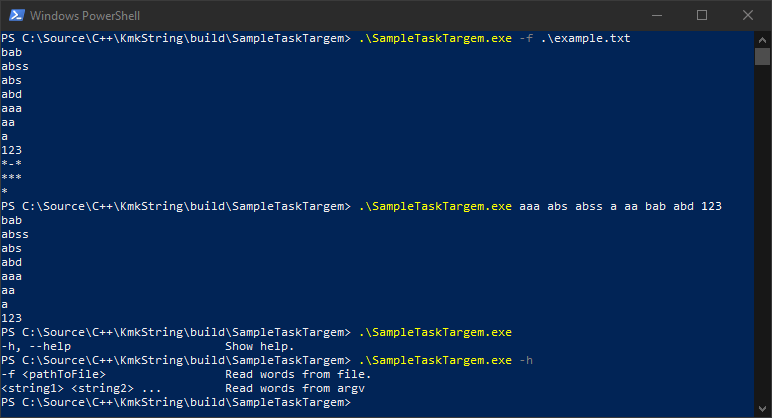 Windows PowerShell
PS C:\Source\C++\KmkString\build\SampleTaskTargem> .\SampleTaskTargem.exe -f .\example.txt
bab
abss
abs
abd
aaa
aa
a
123
*-*
***
*
PS C:\Source\C++\KmkString\build\SampleTaskTargem> .\SampleTaskTargem.exe aaa abs abss a aa bab abd 123
bab
abss
abs
abd
aaa
aa
a
123
PS C:\Source\C++\KmkString\build\SampleTaskTargem> .\SampleTaskTargem.exe
-h, --help                      Show help.
PS C:\Source\C++\KmkString\build\SampleTaskTargem> .\SampleTaskTargem.exe -h
-f <pathToFile>                 Read words from file.
<string1> <string2> ...         Read words from argv
PS C:\Source\C++\KmkString\build\SampleTaskTargem>